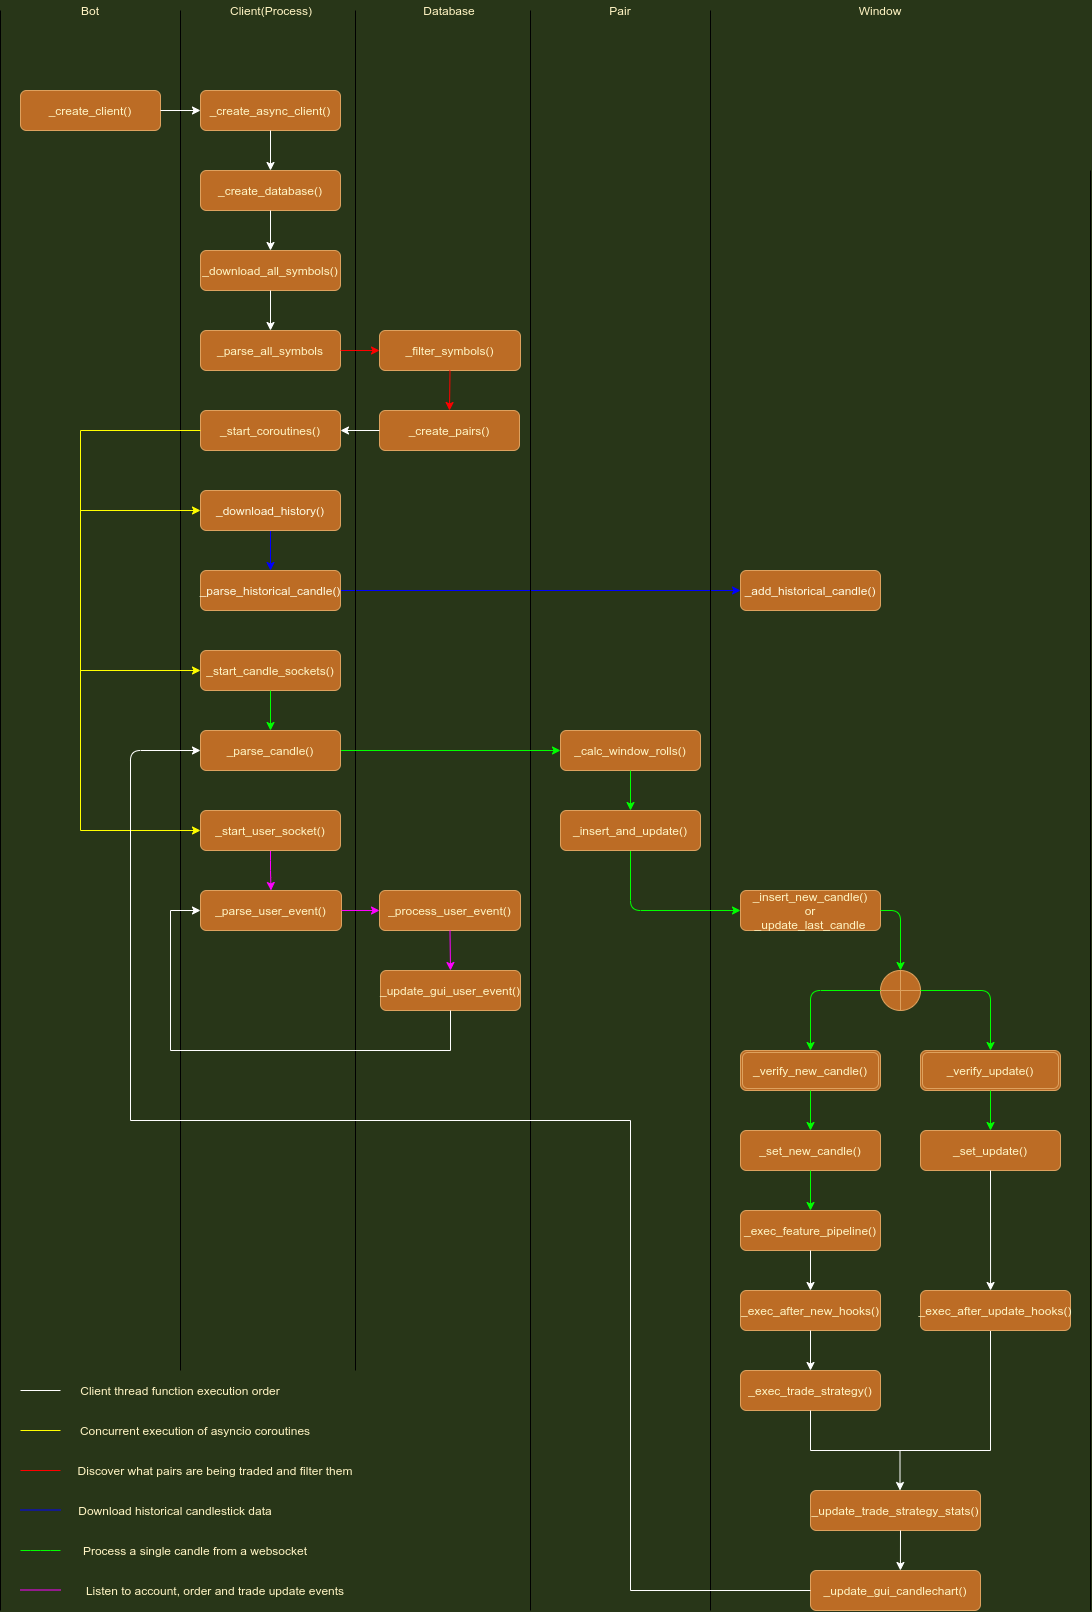 Bot
Client(Process)
Database
Pair
Window
_create_client()
_create_async_client()
_create_database()
_download_all_symbols()
_parse_all_symbols
_filter_symbols()
_start_coroutines()
_create_pairs()
_download_history()
_parse_historical_candle()
_add_historical_candle()
_start_candle_sockets()
_parse_candle()
_calc_window_rolls()
_start_user_socket()
_insert_and_update()
_parse_user_event()
_process_user_event()
_insert_new_candle()
or
_update_last_candle
_update_gui_user_event()
_verify_new_candle()
_verify_update()
_set_new_candle()
_set_update()
_exec_feature_pipeline()
_exec_after_new_hooks()
_exec_after_update_hooks()
_exec_trade_strategy()
_update_trade_strategy_stats()
_update_gui_candlechart()
Client thread function execution order
Concurrent execution of asyncio coroutines
Discover what pairs are being traded and filter them
Download historical candlestick data
Process a single candle from a websocket
Listen to account, order and trade update events